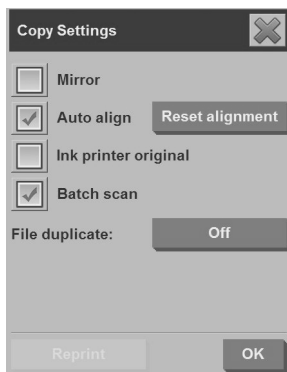 Copy Settings
Mirror
Auto align Reset alignment
Ink printer original
Batch scan
File duplicate: Off
Reprint OK